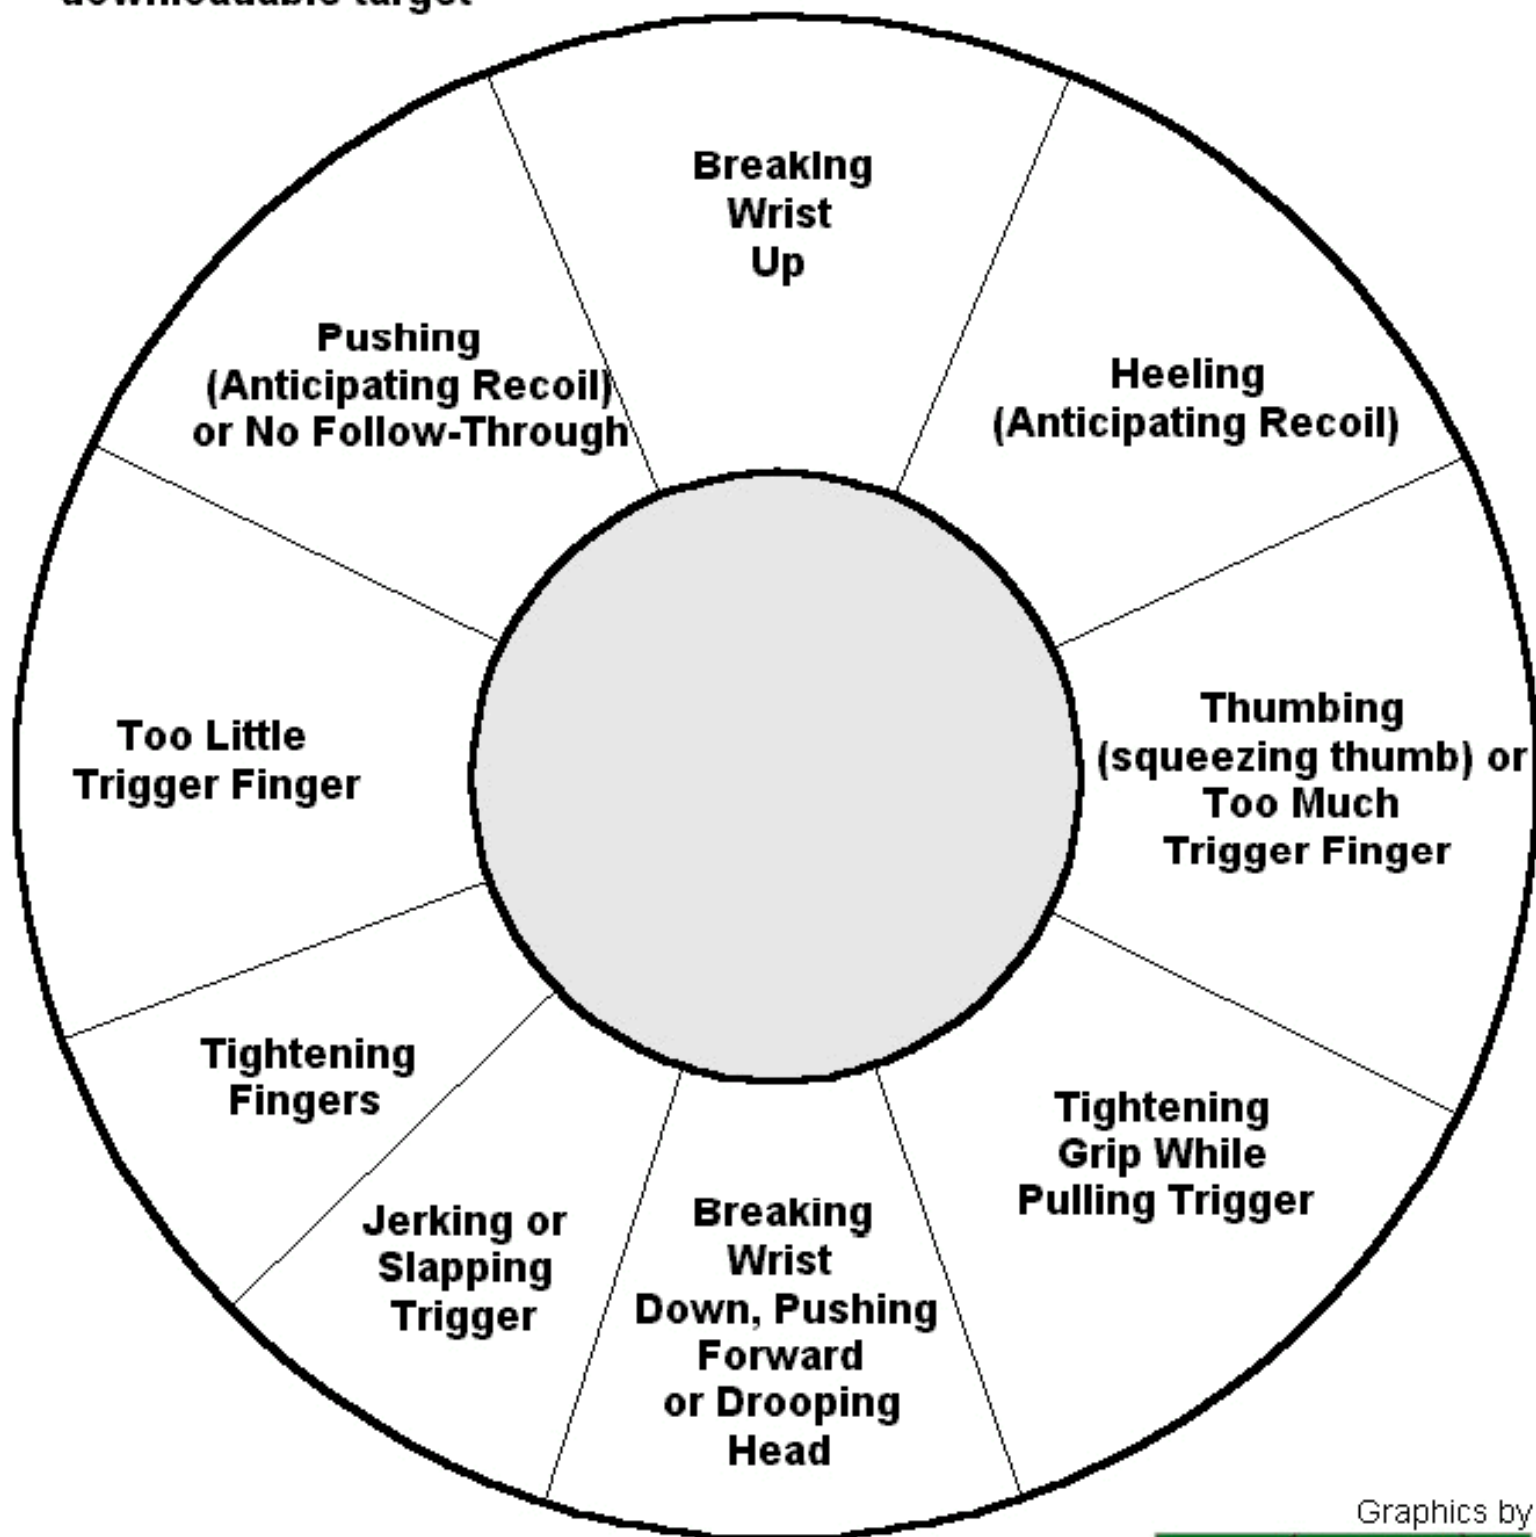 downloadable target
Breaking
Wrist
Up
Pushing
(Anticipating Recoil)
or No Follow-Through
Heeling
(Anticipating Recoil)
Too Little
Trigger Finger
Thumbing
(squeezing thumb) or
Too Much
Trigger Finger
Tightening
Fingers
Tightening
Grip While
Pulling Trigger
Jerking or
Slapping
Trigger
Breaking
Wrist
Down, Pushing
Forward
or Drooping
Head
Graphics by